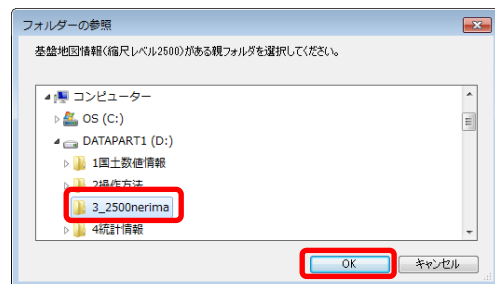 フォルダーの参照
基盤地図情報(縮尺レベル2500)がある親フォルダを選択してください。
コンピューター
OS (C:)
DATAPART1 (D:)
1国土数値情報
2操作方法
3_2500nerima
4統計情報
OK
キャンセル